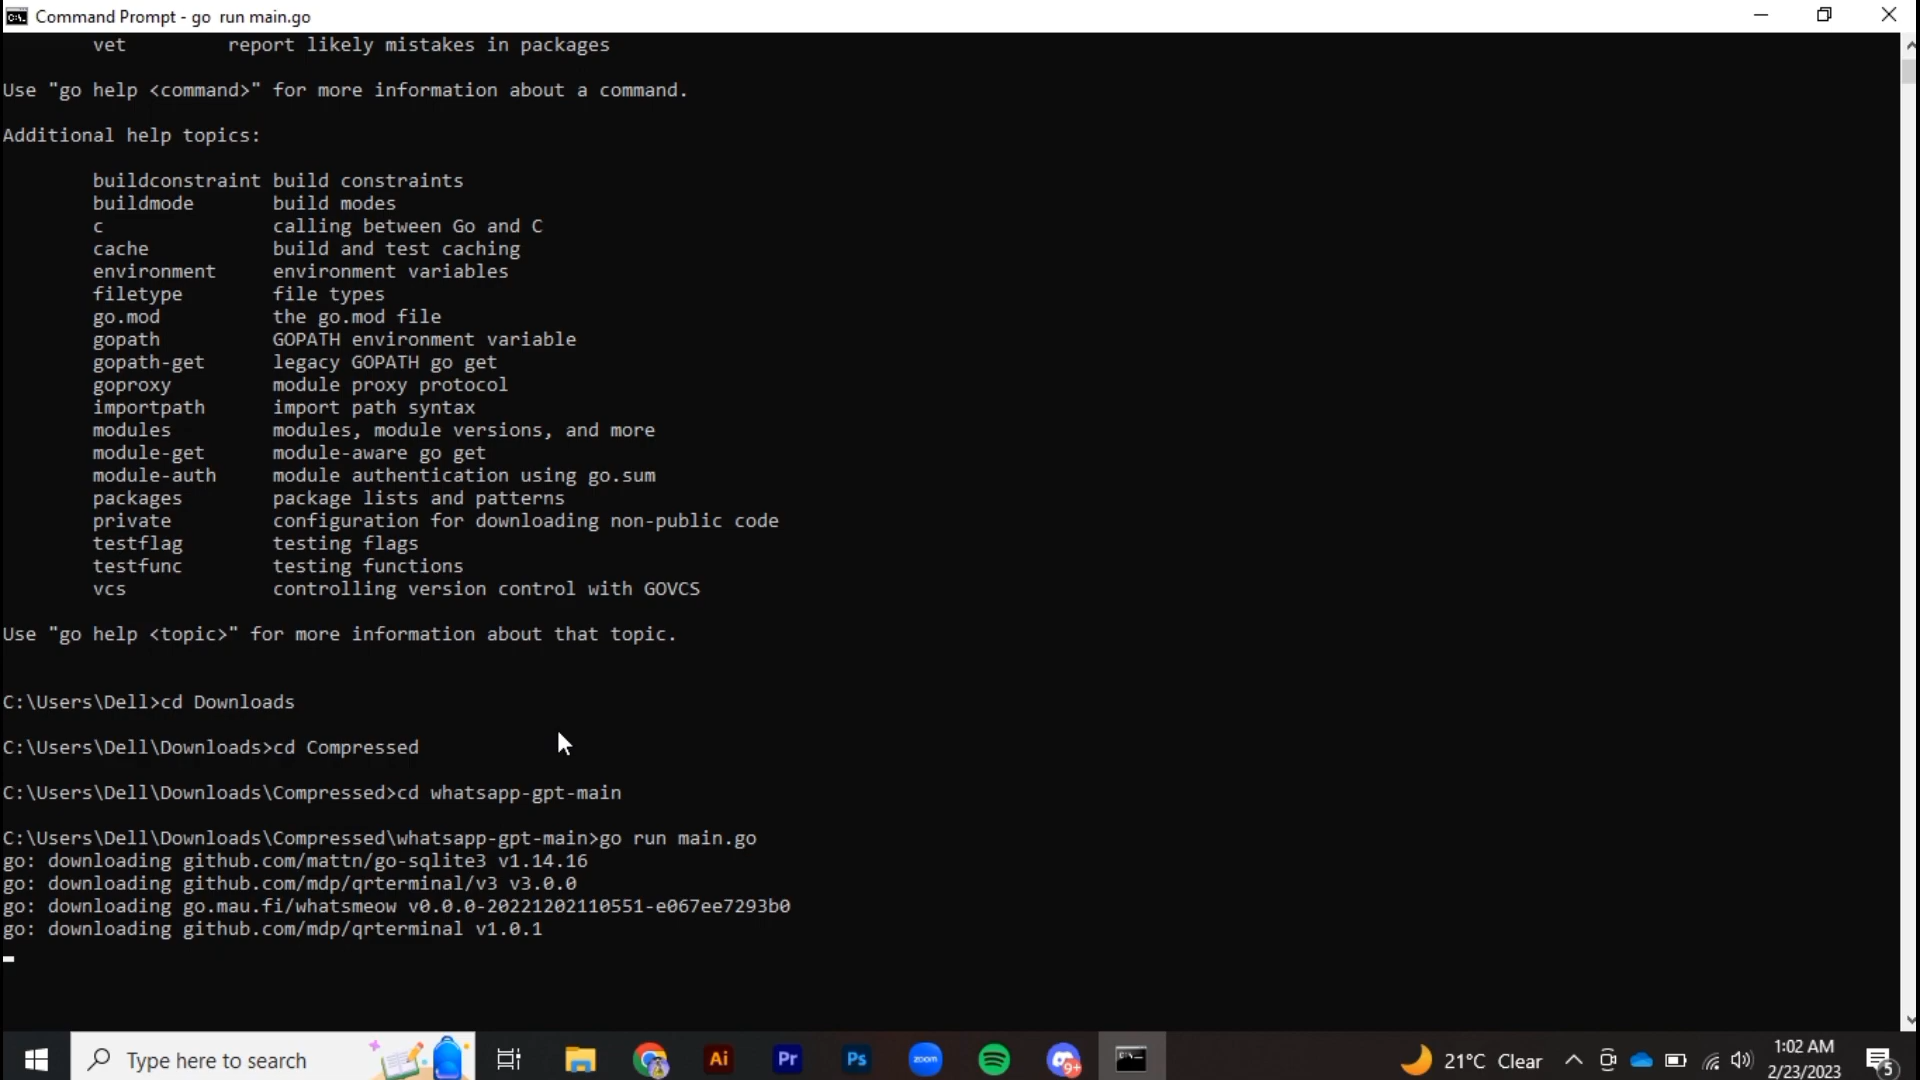 Command Prompt - go  run main.go
vet         report likely mistakes in packages
Use "go help <command>" for more information about a command.
Additional help topics:
buildconstraint build constraints
buildmode       build modes
c               calling between Go and C
cache           build and test caching
environment     environment variables
filetype        file types
go.mod          the go.mod file
gopath          GOPATH environment variable
gopath-get      legacy GOPATH go get
goproxy         module proxy protocol
importpath      import path syntax
modules         modules, module versions, and more
module-get      module-aware go get
module-auth     module authentication using go.sum
packages        package lists and patterns
private         configuration for downloading non-public code
testflag        testing flags
testfunc        testing functions
vcs             controlling version control with GOVCS
Use "go help <topic>" for more information about that topic.
C:\Users\Dell>cd Downloads
C:\Users\Dell\Downloads>cd Compressed
C:\Users\Dell\Downloads\Compressed>cd whatsapp-gpt-main
C:\Users\Dell\Downloads\Compressed\whatsapp-gpt-main>go run main.go
go: downloading github.com/mattn/go-sqlite3 v1.14.16
go: downloading github.com/mdp/qrterminal/v3 v3.0.0
go: downloading go.mau.fi/whatsmeow v0.0.0-20221202110551-e067ee7293b0
go: downloading github.com/mdp/qrterminal v1.0.1
Type here to search
Ai
Pr
Ps
zoom
9+
21°C Clear
1:02 AM
2/23/2023
5